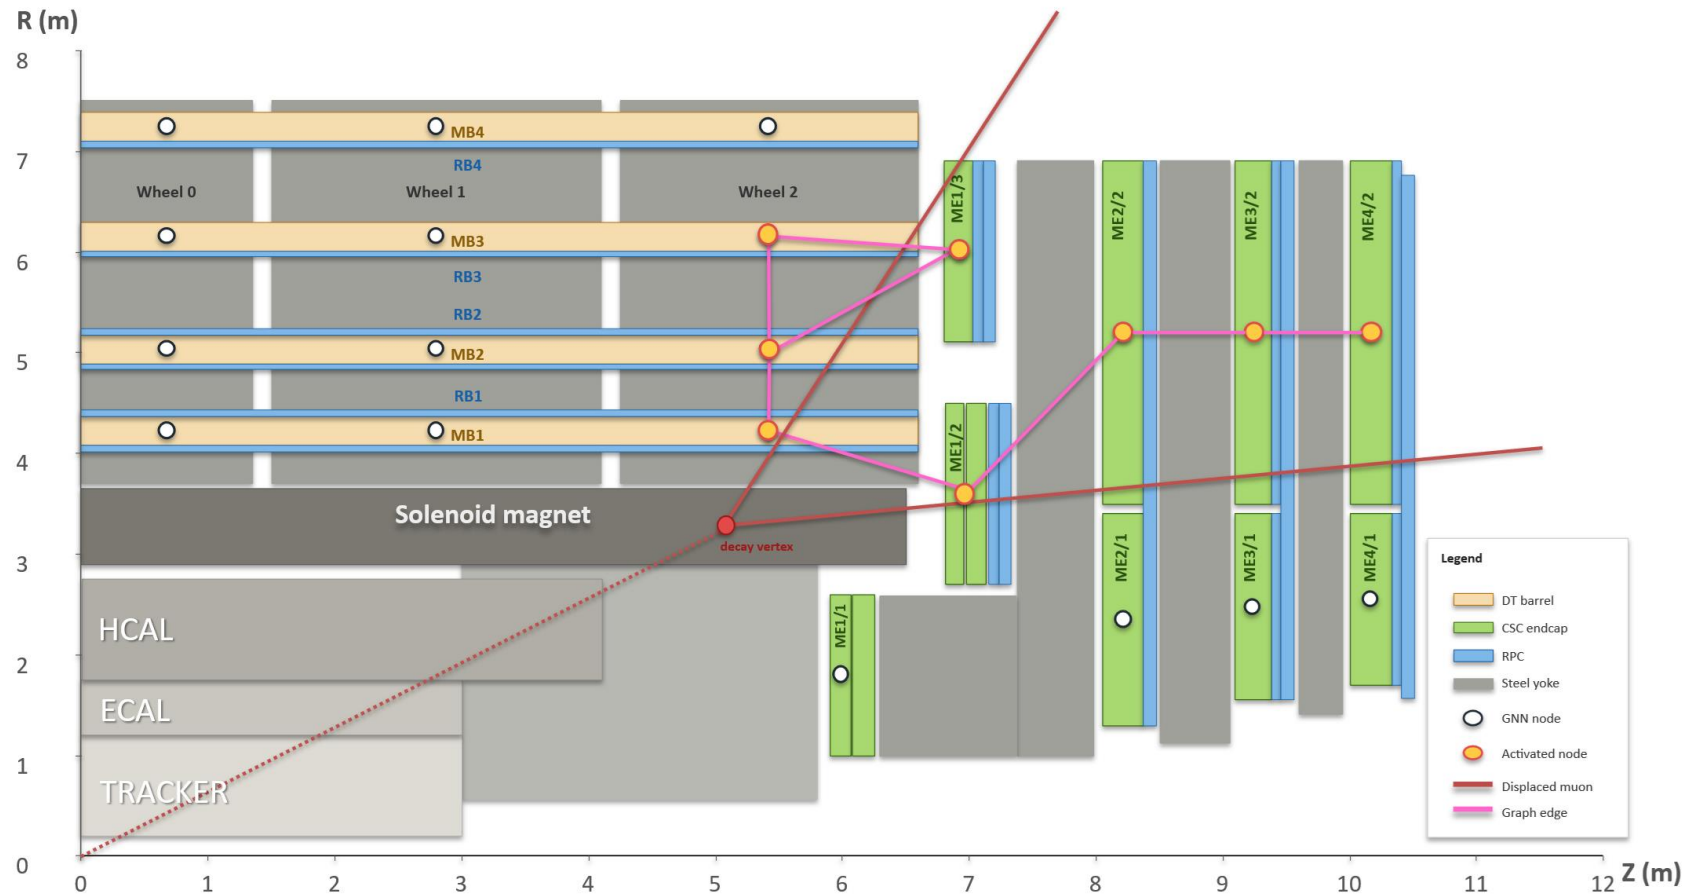 R (m)
8
7
6
5
4
3
2
1
0
MB4
RB4
Wheel 0
Wheel 1
Wheel 2
MB3
RB3
RB2
MB2
RB1
MB1
Solenoid magnet
decay vertex
HCAL
ECAL
TRACKER
ME1/3
ME1/2
ME1/1
ME2/2
ME2/1
ME3/2
ME3/1
ME4/2
ME4/1
Legend
DT barrel
CSC endcap
RPC
Steel yoke
GNN node
Activated node
Displaced muon
Graph edge
0
1
2
3
4
5
6
7
8
9
10
11
12
Z (m)